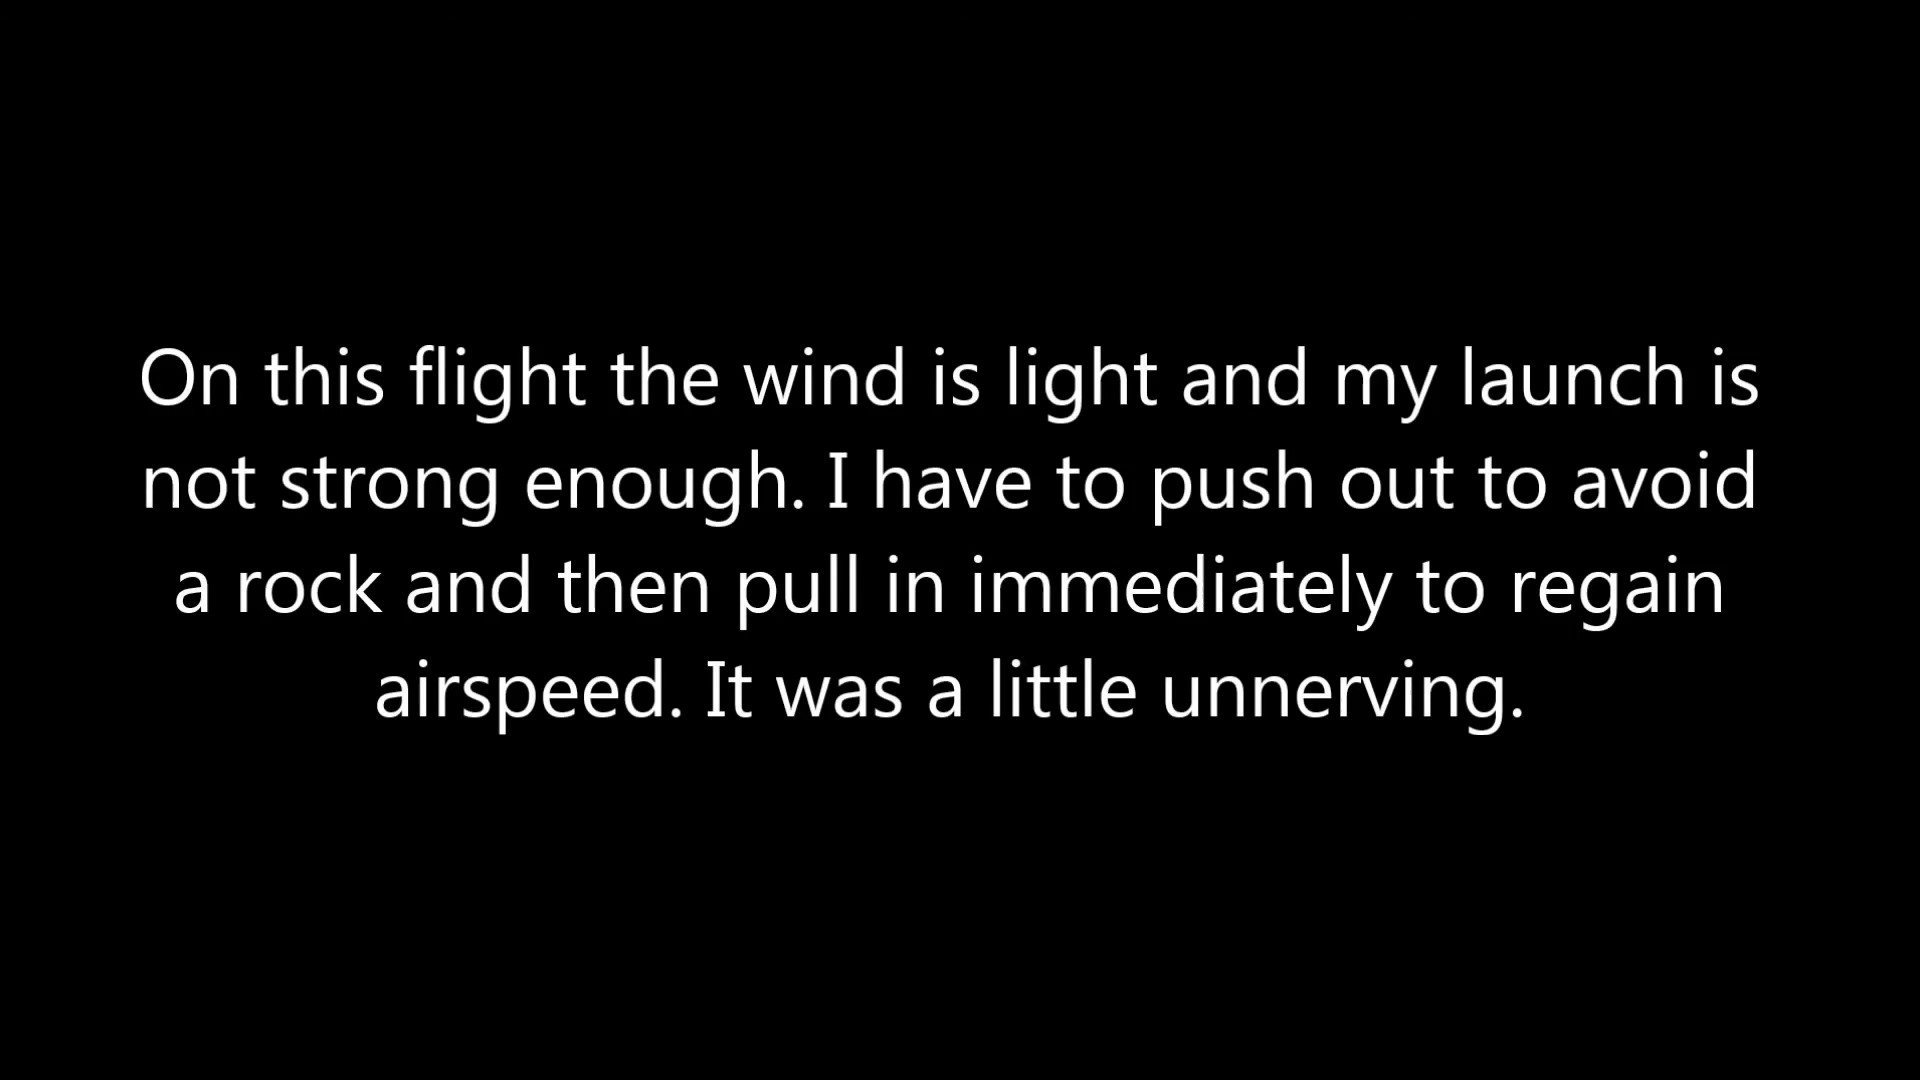 On this flight the wind is light and my launch is
not strong enough. I have to push out to avoid
a rock and then pull in immediately to regain
airspeed. It was a little unnerving.